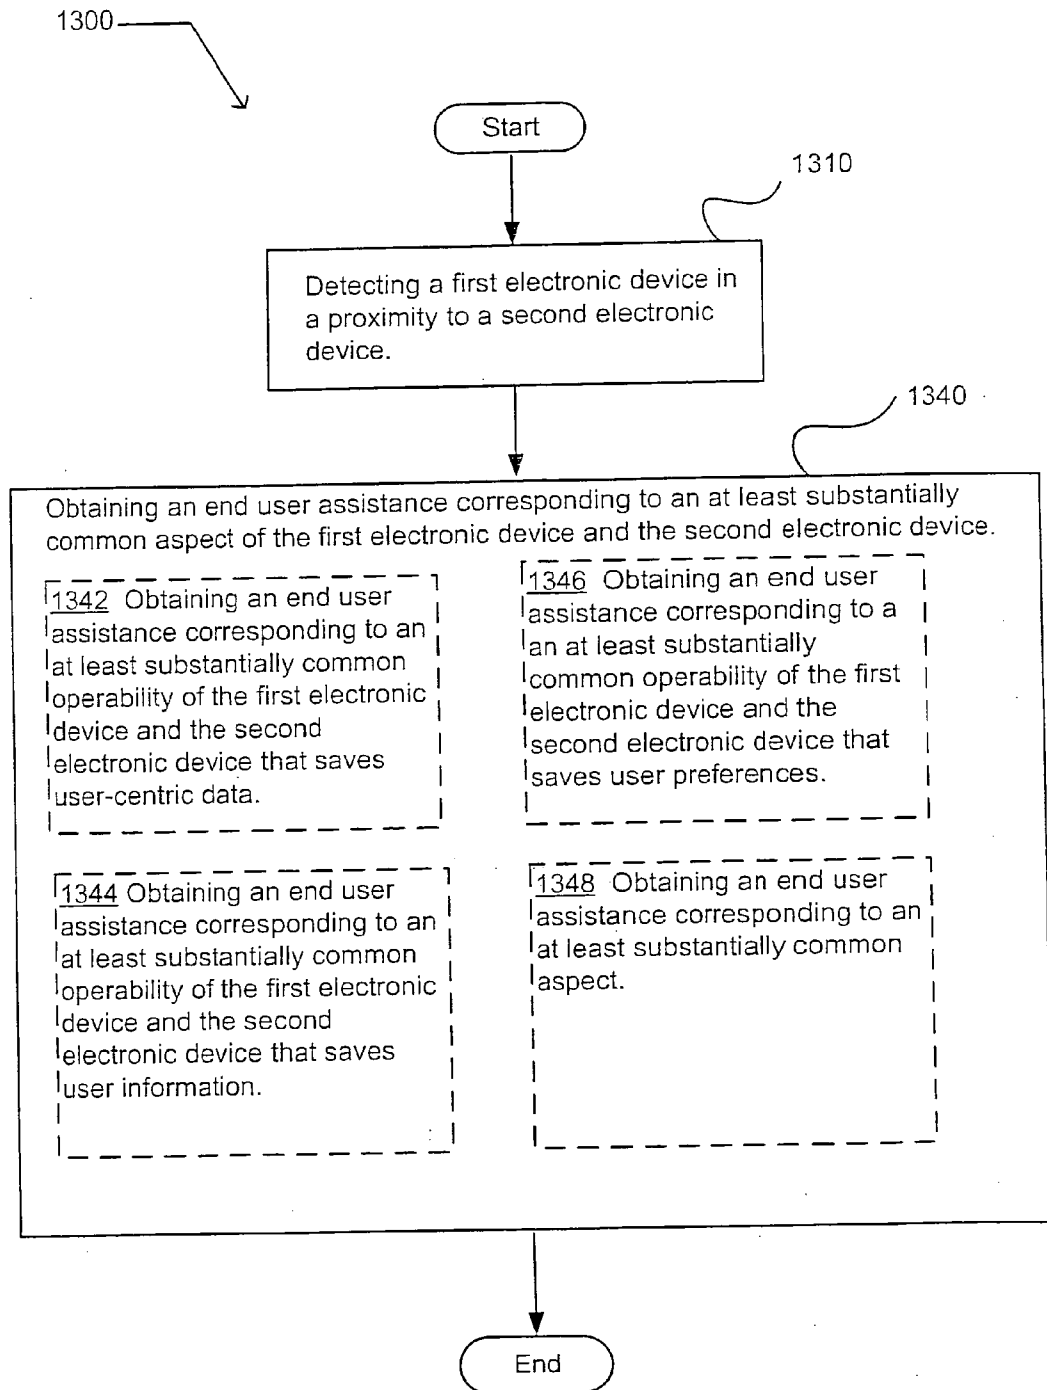 1300
Start
1310
Detecting a first electronic device in
a proximity to a second electronic
device.
1340
Obtaining an end user assistance corresponding to an at least substantially
common aspect of the first electronic device and the second electronic device.
1342 Obtaining an end user
assistance corresponding to an
at least substantially common
operability of the first electronic
device and the second
electronic device that saves
user-centric data.
1346 Obtaining an end user
assistance corresponding to a
an at least substantially
common operability of the first
electronic device and the
second electronic device that
saves user preferences.
1344 Obtaining an end user
assistance corresponding to an
at least substantially common
operability of the first electronic
device and the second
electronic device that saves
user information.
1348 Obtaining an end user
assistance corresponding to an
at least substantially common
aspect.
End